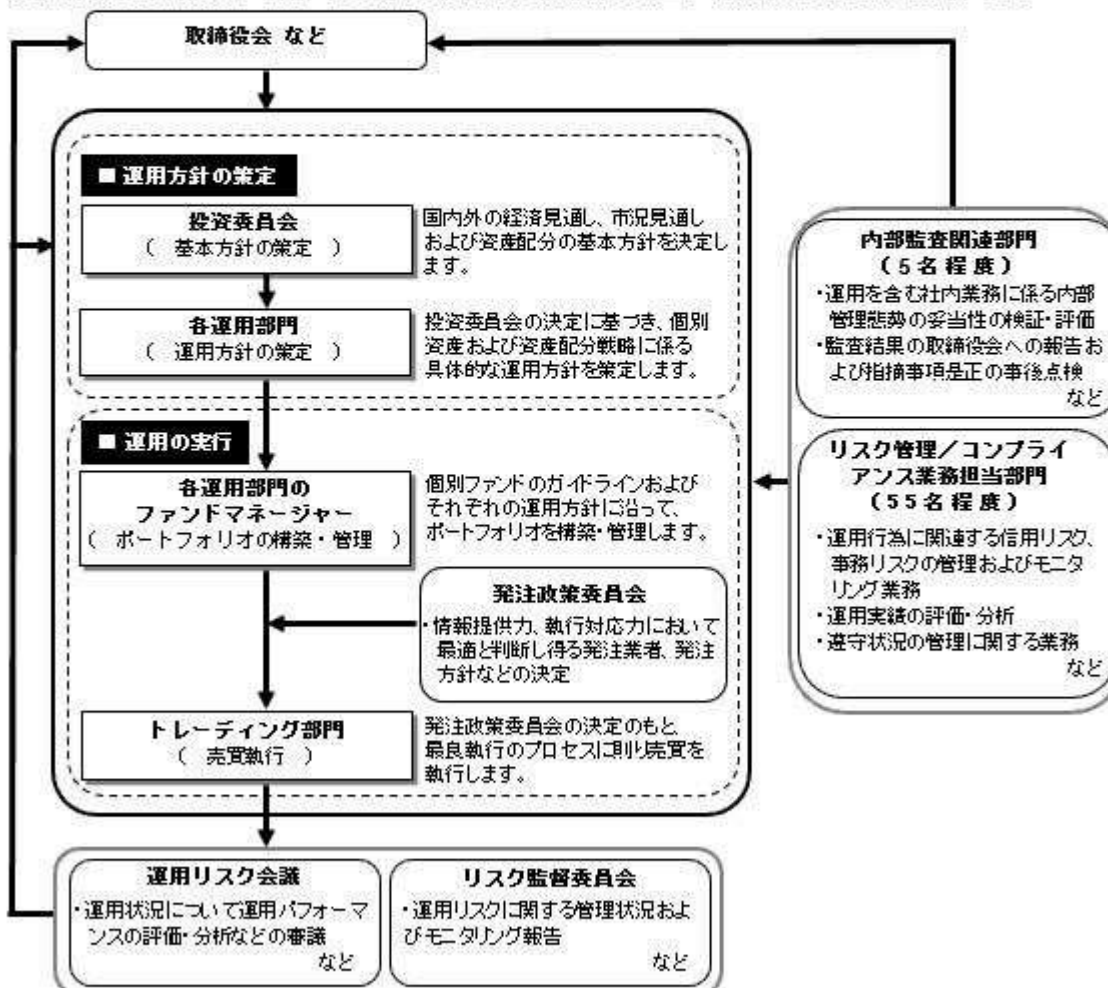 取締役会 など
■ 運用方針の策定
投資委員会
（ 基本方針の策定 ）
国内外の経済見通し、市況見通し
および資産配分の基本方針を決定し
ます。
各運用部門
（ 運用方針の策定 ）
投資委員会の決定に基づき、個別
資産および資産配分戦略に係る
具体的な運用方針を策定します。
■ 運用の実行
各運用部門の
ファンドマネージャー
（ ポートフォリオの構築・管理 ）
個別ファンドのガイドラインおよび
それぞれの運用方針に沿って、
ポートフォリオを構築・管理します。
発注政策委員会
・情報提供力、執行対応力において
最適と判断し得る発注業者、発注
方針などの決定
トレーディング部門
（ 売買執行 ）
発注政策委員会の決定のもと
最良執行のプロセスに則り売買を
執行します。
内部監査関連部門
（５名程度）
・運用を含む社内業務に係る内部
管理態勢の妥当性の検証・評価
・監査結果の取締役会への報告お
よび指摘事項是正の事後点検
など
リスク管理／コンプライ
アンス業務担当部門
（５５名程度）
・運用行為に関連する信用リスク、
事務リスクの管理およびモニタ
リング業務
・運用実績の評価・分析
・遵守状況の管理に関する業務
など
運用リスク会議
・運用状況について運用パフォーマ
ンスの評価・分析などの審議
など
リスク監督委員会
・運用リスクに関する管理状況およ
びモニタリング報告
など